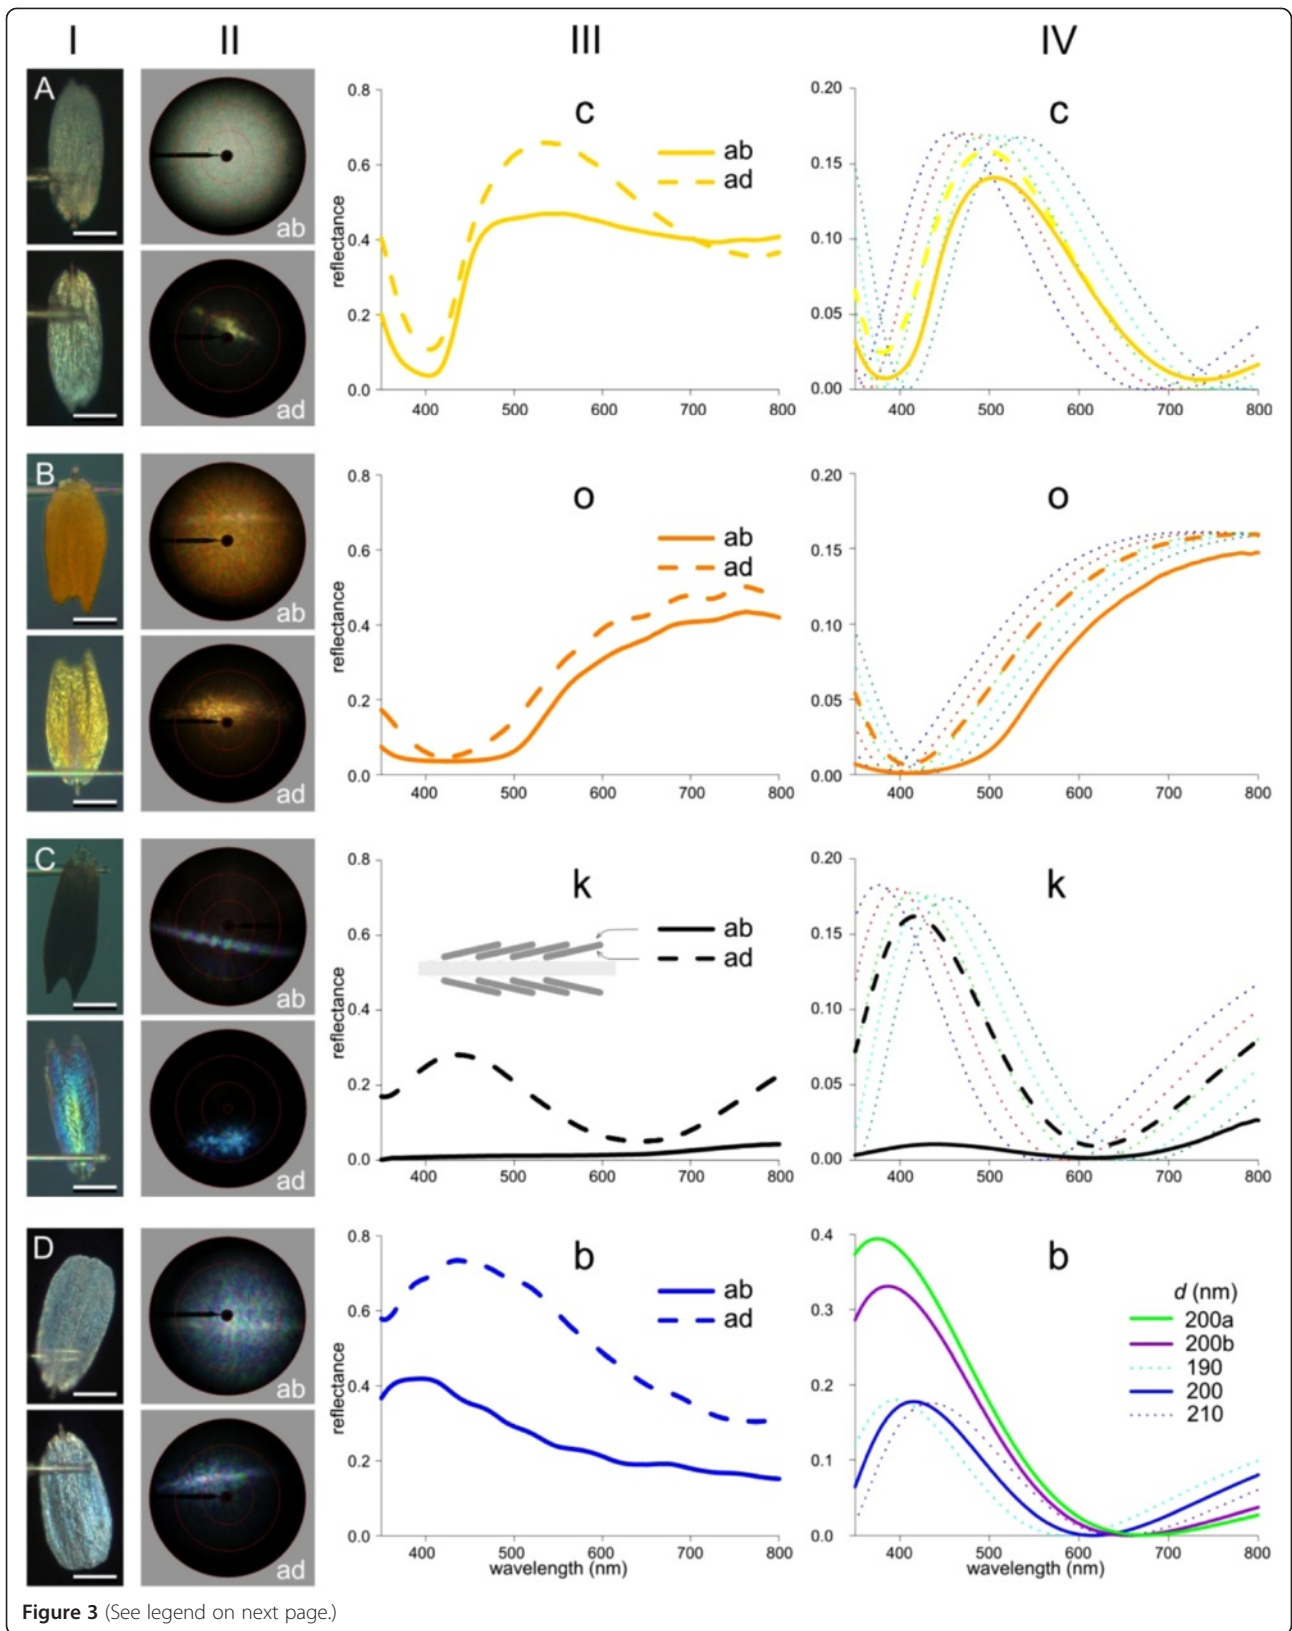 I II III IV
A
ab
ad
0.8
0.6
0.4
0.2
0.0
reflectance
c
ab
ad
400 500 600 700 800
0.20
0.15
0.10
0.05
0.00
c
400 500 600 700 800
B
ab
ad
0.8
0.6
0.4
0.2
0.0
reflectance
o
ab
ad
400 500 600 700 800
0.20
0.15
0.10
0.05
0.00
o
400 500 600 700 800
C
ab
ad
0.8
0.6
0.4
0.2
0.0
reflectance
k
ab
ad
400 500 600 700 800
0.20
0.15
0.10
0.05
0.00
k
400 500 600 700 800
D
ab
ad
0.8
0.6
0.4
0.2
0.0
reflectance
b
ab
ad
400 500 600 700 800
wavelength (nm)
0.4
0.3
0.2
0.1
0.0
b
d (nm)
200a
200b
190
200
210
400 500 600 700 800
wavelength (nm)
Figure 3 (See legend on next page.)